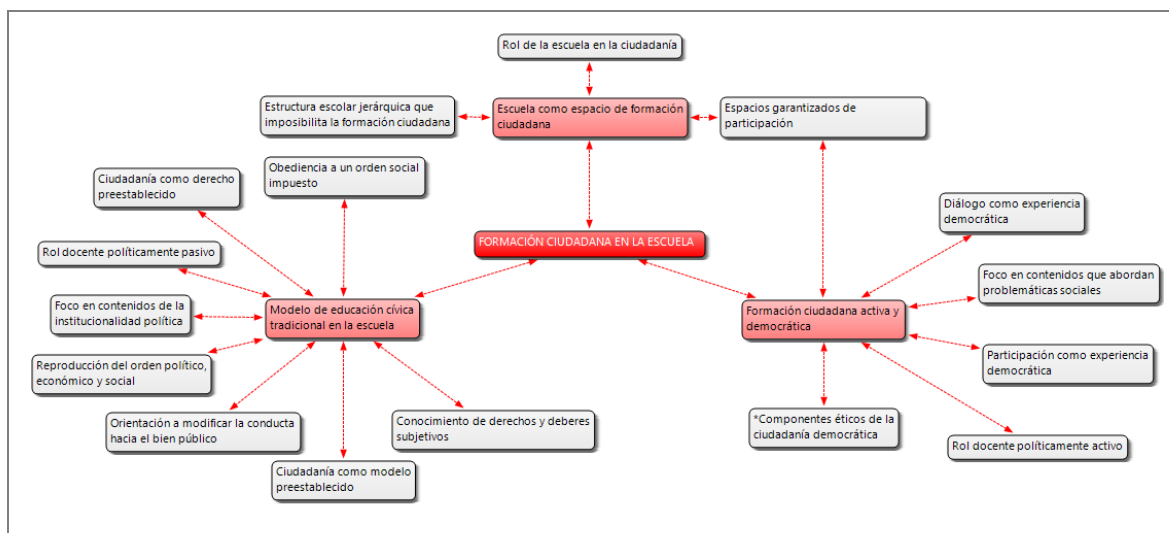 Rol de la escuela en la ciudadanía
Estructura escolar jerárquica que
imposibilita la formación ciudadana
Escuela como espacio de formación
ciudadana
Espacios garantizados de
participación
Ciudadanía como derecho
preestablecido
Obediencia a un orden social
impuesto
Diálogo como experiencia
democrática
Rol docente políticamente pasivo
FORMACIÓN CIUDADANA EN LA ESCUELA
Foco en contenidos que abordan
problemáticas sociales
Foco en contenidos de la
institucionalidad política
Modelo de educación cívica
tradicional en la escuela
Formación ciudadana activa y
democrática
Reproducción del orden político,
económico y social
Participación como experiencia
democrática
Orientación a modificar la conducta
hacia el bien público
Conocimiento de derechos y deberes
subjetivos
*Componentes éticos de la
ciudadanía democrática
Rol docente políticamente activo
Ciudadanía como modelo
preestablecido